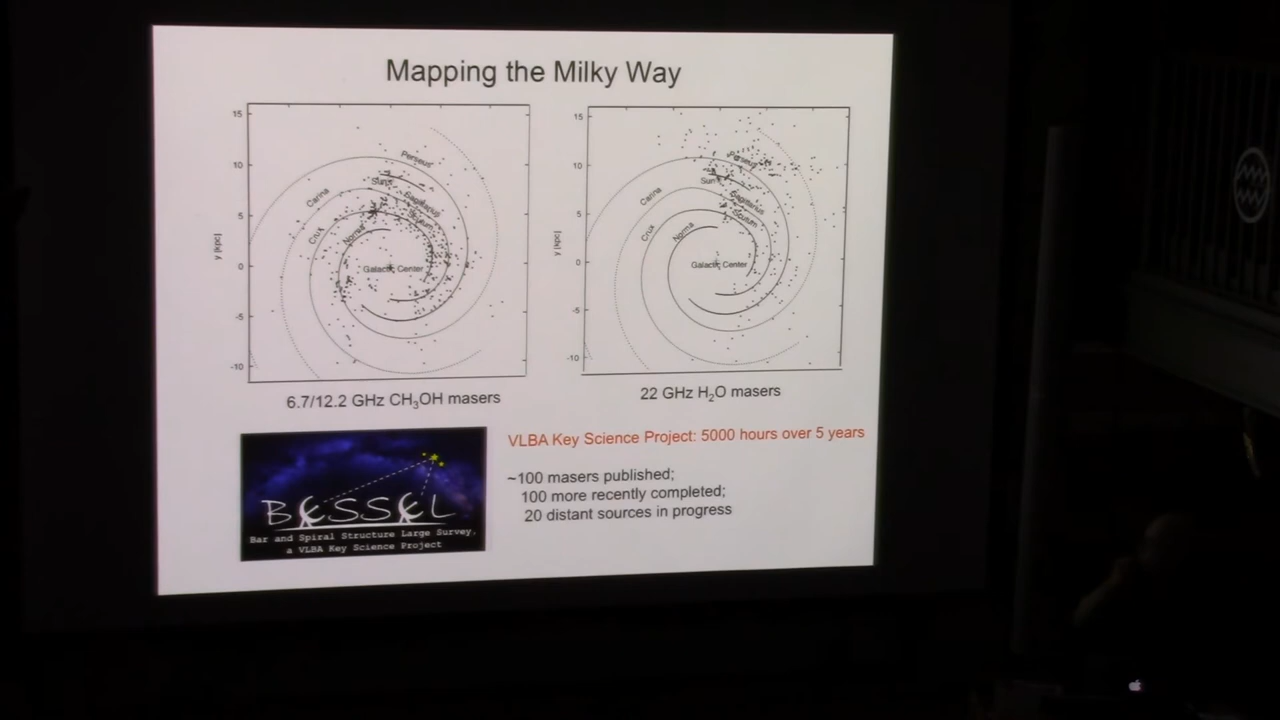 Mapping the Milky Way
15
10
5
0
-5
-10
y [kpc]
Perseus
Sun
Carina
Sagittarius
Scutum
Crux
Norma
Galactic Center
15
10
5
0
-5
-10
y [kpc]
Perseus
Sun
Carina
Sagittarius
Scutum
Crux
Norma
Galactic Center
6.7/12.2 GHz CH₃OH masers
22 GHz H₂O masers
VLBA Key Science Project: 5000 hours over 5 years
~100 masers published;
100 more recently completed;
20 distant sources in progress
BESSEL
Bar and Spiral Structure Large Survey,
a VLBA Key Science Project